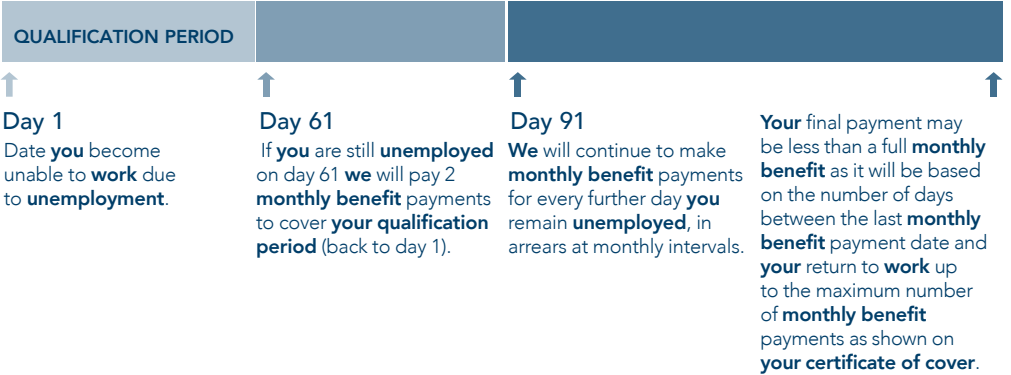 QUALIFICATION PERIOD
Day 1
Date you become
unable to work due
to unemployment.
Day 61
If you are still unemployed
on day 61 we will pay 2
monthly benefit payments
to cover your qualification
period (back to day 1).
Day 91
We will continue to make
monthly benefit payments
for every further day you
remain unemployed, in
arrears at monthly intervals.
Your final payment may
be less than a full monthly
benefit as it will be based
on the number of days
between the last monthly
benefit payment date and
your return to work up
to the maximum number
of monthly benefit
payments as shown on
your certificate of cover.